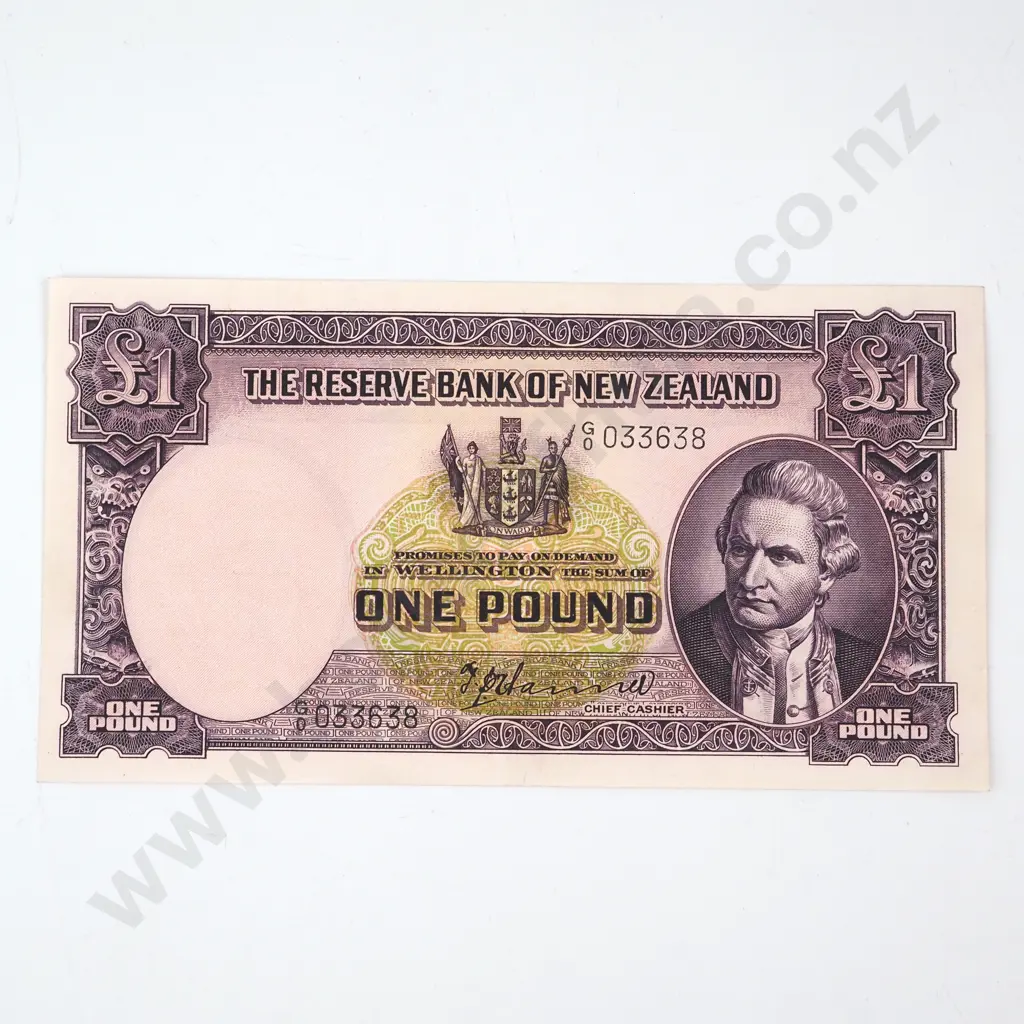 £1
£1
THE RESERVE BANK OF NEW ZEALAND
G/0 033638
ONWARD
PROMISES TO PAY ON DEMAND
IN WELLINGTON THE SUM OF
ONE POUND
G/0 033638
CHIEF CASHIER
ONE
POUND
ONE
POUND